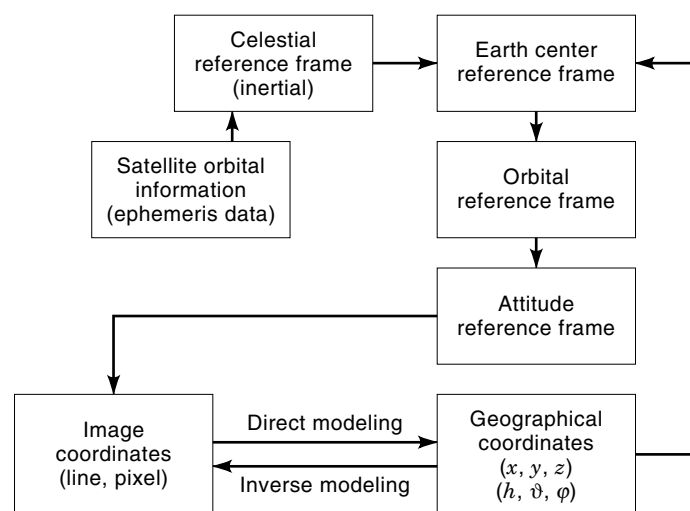 Celestial
reference frame
(inertial)
Earth center
reference frame
Satellite orbital
information
(ephemeris data)
Orbital
reference frame
Attitude
reference frame
Image
coordinates
(line, pixel)
Direct modeling
Inverse modeling
Geographical
coordinates
(x, y, z)
(h, ϑ, φ)